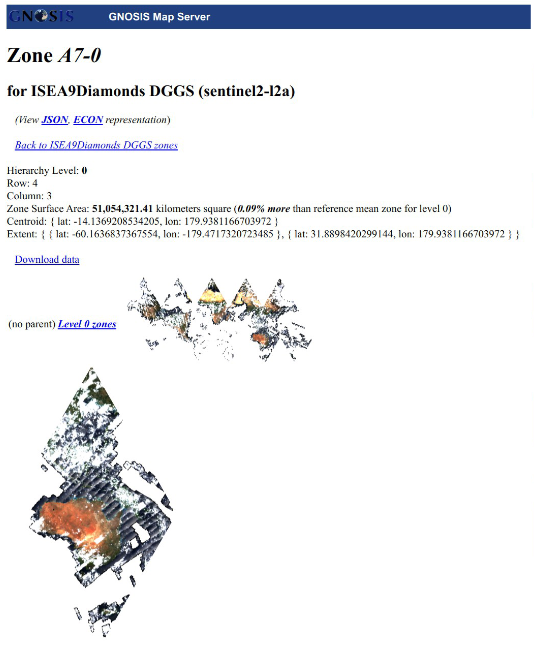 GNOSIS GNOSIS Map Server
Zone A7-0
for ISEA9Diamonds DGGS (sentinel2-l2a)
(View JSON, ECON representation)
Back to ISEA9Diamonds DGGS zones
Hierarchy Level: 0
Row: 4
Column: 3
Zone Surface Area: 51,054,321.41 kilometers square (0.09% more than reference mean zone for level 0)
Centroid: { lat: -14.1369208534205, lon: 179.9381166703972 }
Extent: { { lat: -60.1636837367554, lon: -179.4717320723485 }, { lat: 31.8898420299144, lon: 179.9381166703972 } }
Download data
(no parent) Level 0 zones